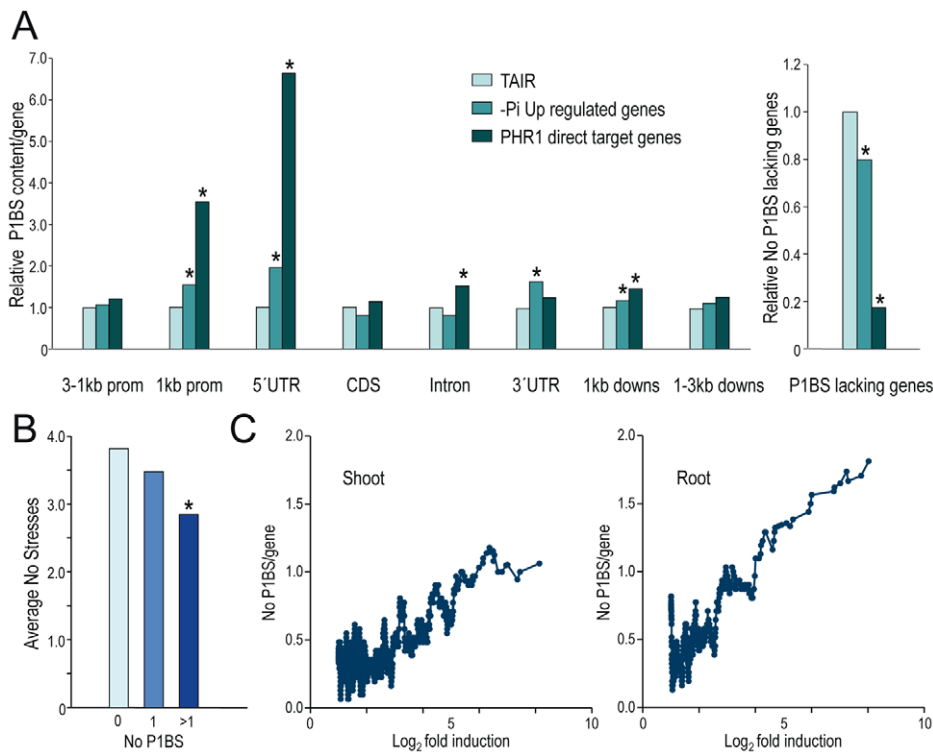 A
Relative P1BS content/gene
7.0
6.0
5.0
4.0
3.0
2.0
1.0
0
* * * * * * * *
TAIR
-Pi Up regulated genes
PHR1 direct target genes
3-1kb prom 1kb prom 5´UTR CDS Intron 3´UTR 1kb downs 1-3kb downs
Relative No P1BS lacking genes
1.2
1.0
0.8
0.6
0.4
0.2
0
* *
P1BS lacking genes
B
Average No Stresses
4.0
4.0
3.0
2.0
1.0
0
*
0 1 >1
No P1BS
C
No P1BS/gene
2.0
1.5
1.0
0.5
0.0
Shoot
0 5 10
Log2 fold induction
No P1BS/gene
2.0
1.5
1.0
0.5
0.0
Root
0 5 10
Log2 fold induction